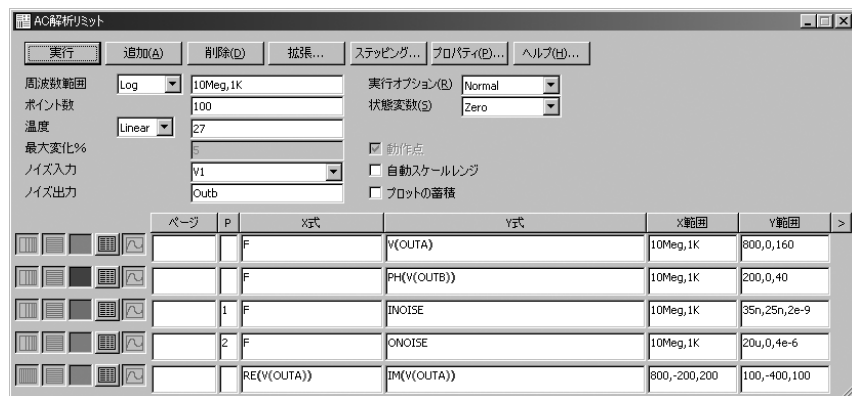 AC解析リミット
実行 追加(A) 削除(D) 拡張... ステッピング... プロパティ(P)... ヘルプ(H)...
周波数範囲 Log 10Meg,1K 実行オプション(R) Normal
ポイント数 100 状態変数(S) Zero
温度 Linear 27
最大変化% 5 動作点
ノイズ入力 V1 自動スケールレンジ
ノイズ出力 Outb プロットの蓄積
ページ P X式 Y式 X範囲 Y範囲 >
F V(OUTA) 10Meg,1K 800,0,160
F PH(V(OUTB)) 10Meg,1K 200,0,40
1 F INOISE 10Meg,1K 35n,25n,2e-9
2 F ONOISE 10Meg,1K 20u,0,4e-6
RE(V(OUTA)) IM(V(OUTA)) 800,-200,200 100,-400,100